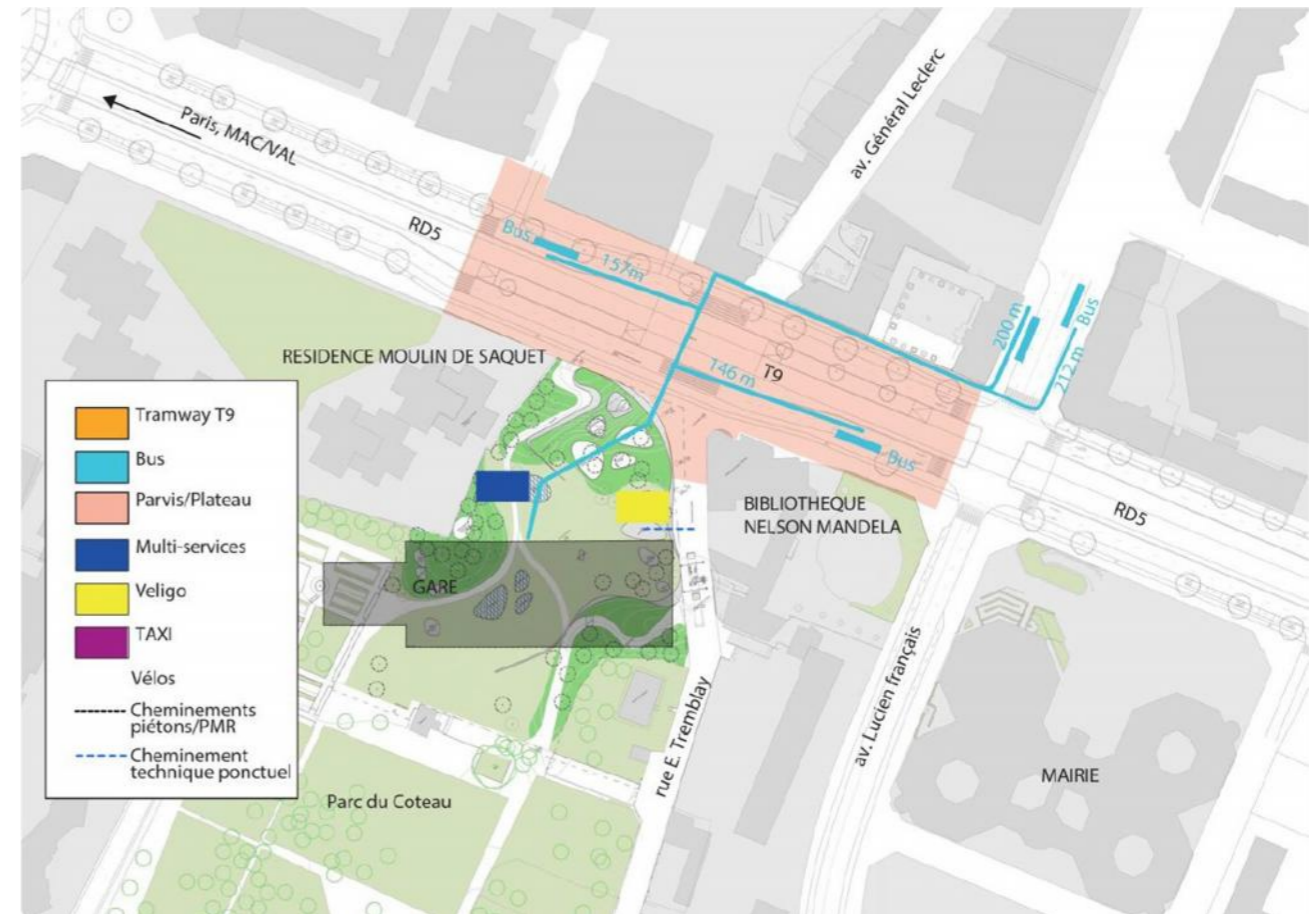 Paris, MAC/VAL
RD5
Bus
157m
av. Général Leclerc
200 m
Bus
212 m
RESIDENCE MOULIN DE SAQUET
146 m
T9
Bus
BIBLIOTHEQUE
NELSON MANDELA
RD5
GARE
rue E. Tremblay
av. Lucien français
MAIRIE
Parc du Coteau
Tramway T9
Bus
Parvis/Plateau
Multi-services
Veligo
TAXI
Vélos
Cheminements
piétons/PMR
Cheminement
technique ponctuel